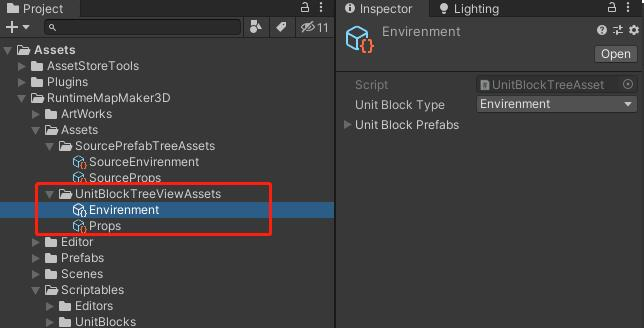 Project
11
Assets
AssetStoreTools
Plugins
RuntimeMapMaker3D
ArtWorks
Assets
SourcePrefabTreeAssets
SourceEnvirenment
SourceProps
UnitBlockTreeViewAssets
Envirenment
Props
Editor
Prefabs
Scenes
Scriptables
Editors
UnitBlocks
Inspector Lighting
Envirenment
Open
Script UnitBlockTreeAsset
Unit Block Type Envirenment
Unit Block Prefabs